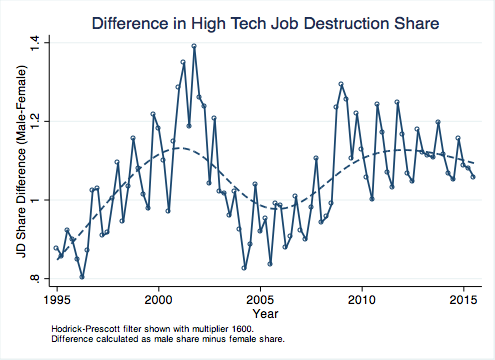 Difference in High Tech Job Destruction Share
JD Share Difference (Male-Female)
1.4
1.2
1
.8
1995 2000 2005 2010 2015
Year
Hodrick-Prescott filter shown with multiplier 1600.
Difference calculated as male share minus female share.